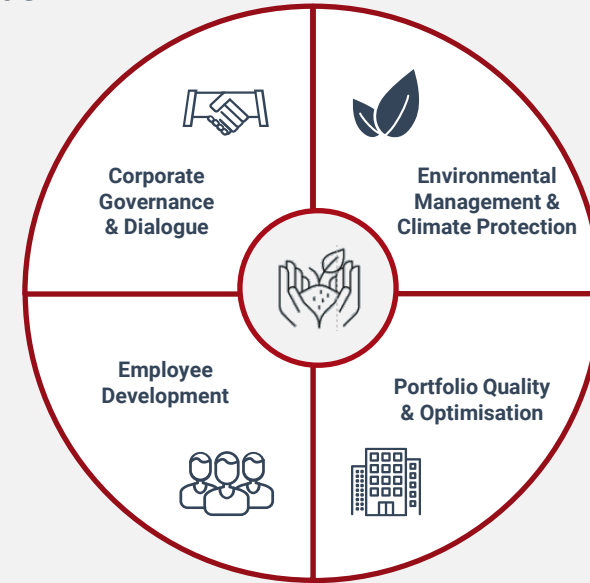 Corporate
Governance
& Dialogue
Environmental
Management &
Climate Protection
Employee
Development
Portfolio Quality
& Optimisation